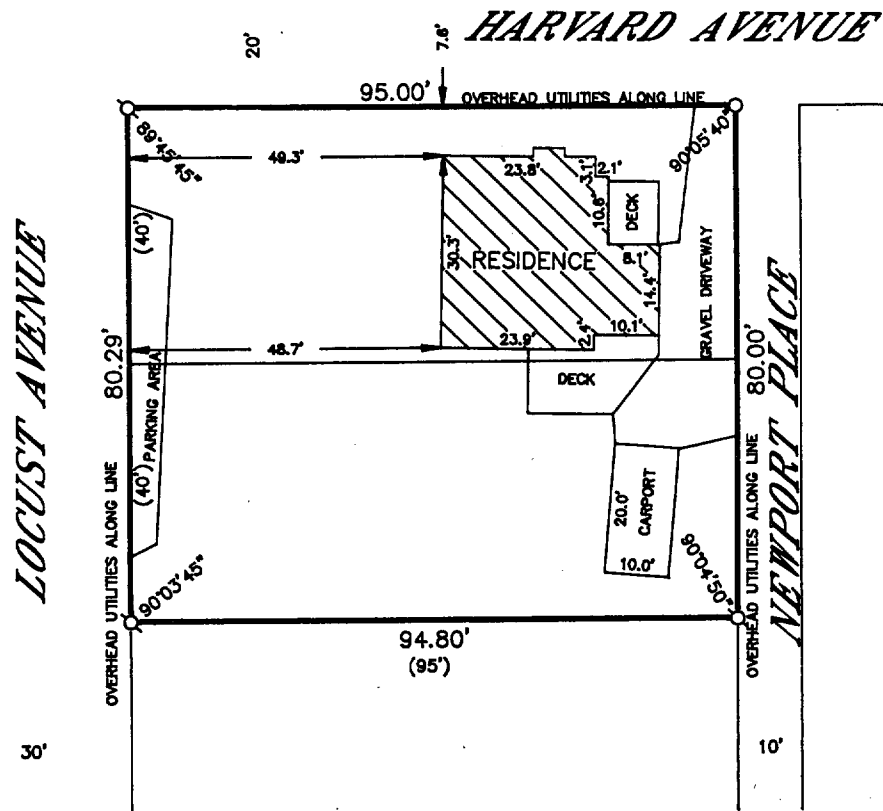 HARVARD AVENUE
20'
7.6'
95.00'
OVERHEAD UTILITIES ALONG LINE
89°45'45"
90°05'40"
49.3'
23.8'
3.1'
2.1'
10.6'
DECK
(40')
30.3'
RESIDENCE
8.1'
14.4'
GRAVEL DRIVEWAY
LOCUST AVENUE
80.29'
PARKING AREA
48.7'
23.9'
2.4'
10.1'
DECK
80.00'
NEWPORT PLACE
(40')
OVERHEAD UTILITIES ALONG LINE
20.0'
CARPORT
10.0'
OVERHEAD UTILITIES ALONG LINE
90°03'45"
90°04'50"
94.80'
(95')
30'
10'